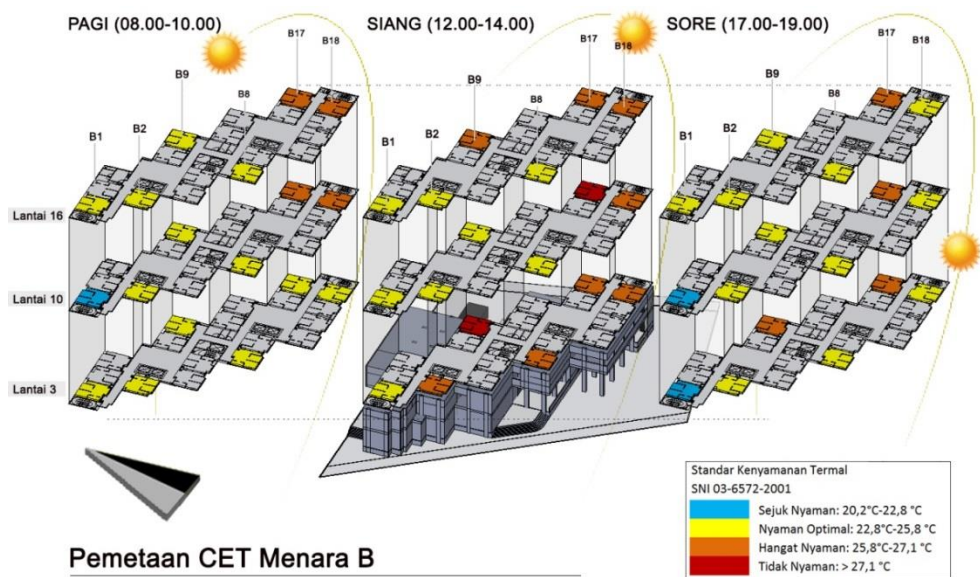 PAGI (08.00-10.00)
SIANG (12.00-14.00)
SORE (17.00-19.00)
B17
B18
B9
B8
B2
B1
B17
B18
B9
B8
B2
B1
B17
B18
B9
B8
B2
B1
Lantai 16
Lantai 10
Lantai 3
Standar Kenyamanan Termal
SNI 03-6572-2001
Sejuk Nyaman: 20,2°C-22,8 °C
Nyaman Optimal: 22,8°C-25,8 °C
Hangat Nyaman: 25,8°C-27,1 °C
Tidak Nyaman: > 27,1 °C
Pemetaan CET Menara B